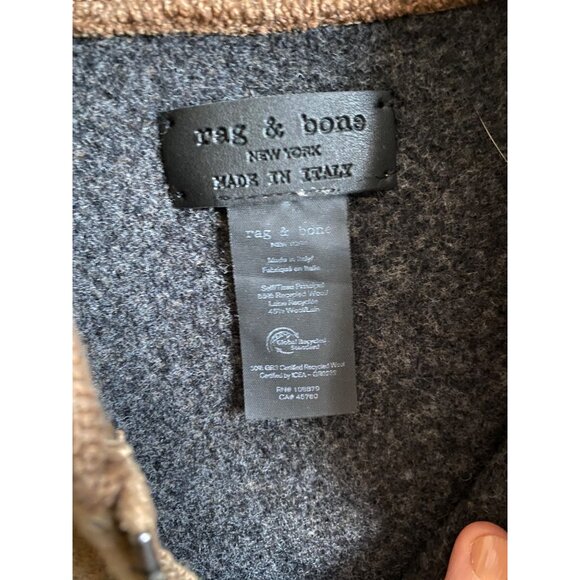 rag & bone
NEW YORK
MADE IN ITALY
rag & bone
NEW YORK
Made in Italy/
Fabriqué en Italie
Self/Tissu Principal
55% Recycled Wool/
Laine Recyclée
45% Wool/Lain
Global Recycled
Standard
50% GRS Certified Recycled Wool
Certified by ICEA -
RN# 108879
CA# 45760